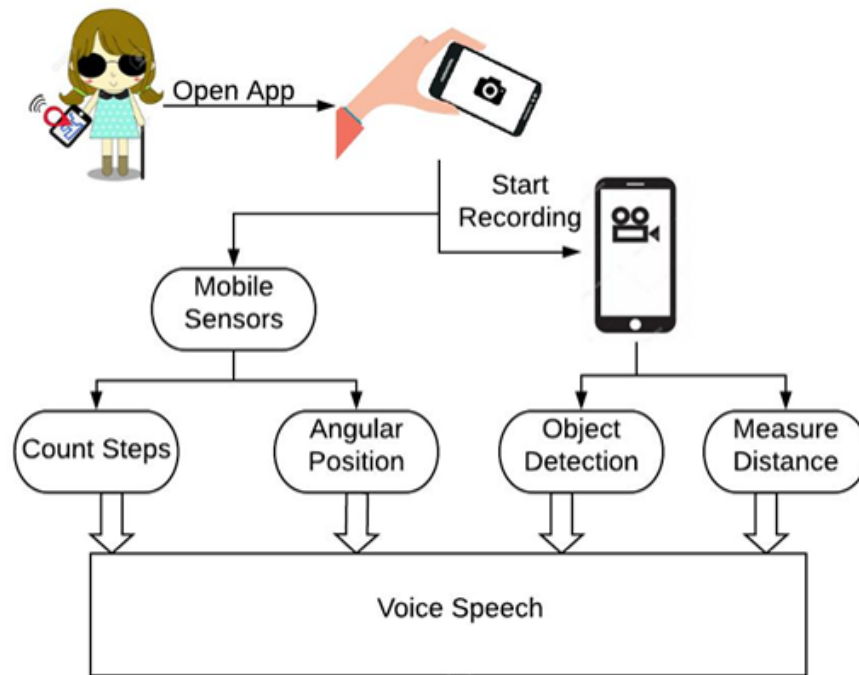 Open App
Start
Recording
Mobile
Sensors
Count Steps
Angular
Position
Object
Detection
Measure
Distance
Voice Speech